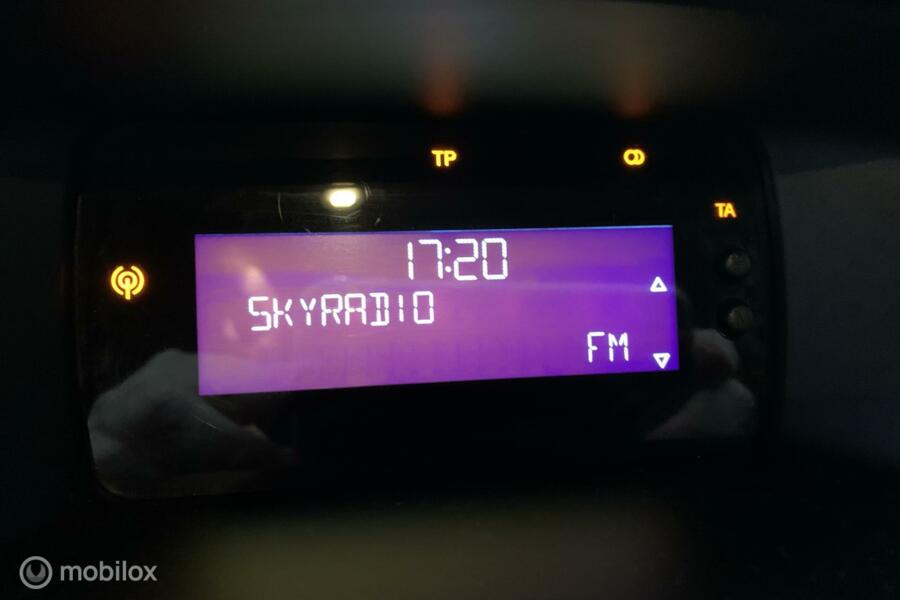 TP
TA
17:20
SKYRADIO
FM
mobilox